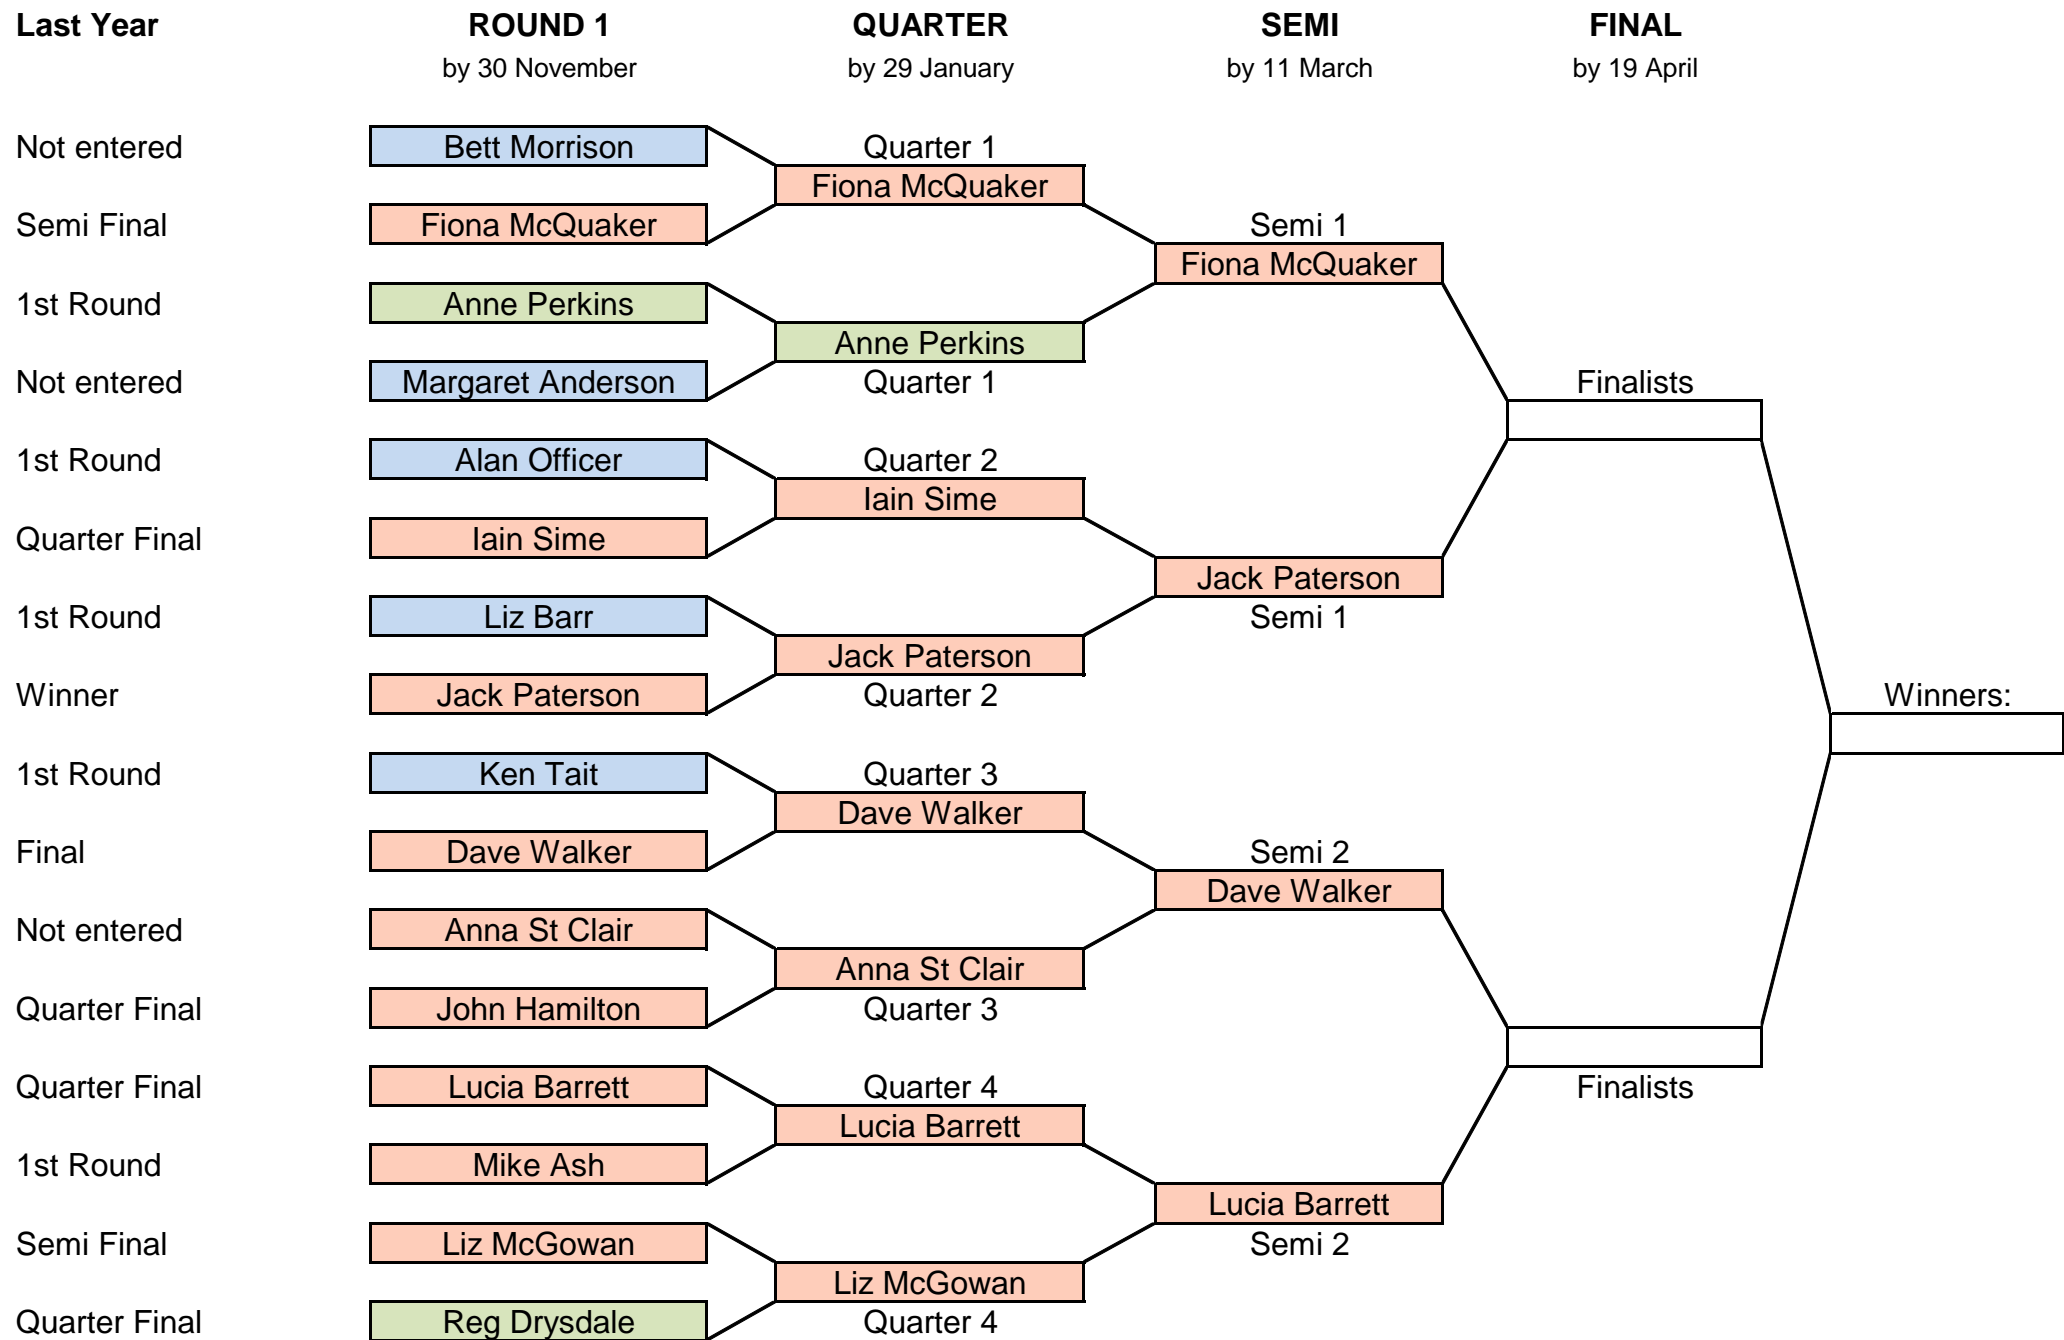 Last Year ROUND 1 QUARTER SEMI FINAL
by 30 November by 29 January by 11 March by 19 April
Not entered Bett Morrison Quarter 1
Fiona McQuaker
Semi Final Fiona McQuaker Semi 1
Fiona McQuaker
1st Round Anne Perkins
Anne Perkins
Not entered Margaret Anderson Quarter 1 Finalists
1st Round Alan Officer Quarter 2
Iain Sime
Quarter Final Iain Sime
Jack Paterson
1st Round Liz Barr Semi 1
Jack Paterson
Winner Jack Paterson Quarter 2 Winners:
1st Round Ken Tait Quarter 3
Dave Walker
Final Dave Walker Semi 2
Dave Walker
Not entered Anna St Clair
Anna St Clair
Quarter Final John Hamilton Quarter 3
Quarter Final Lucia Barrett Quarter 4 Finalists
Lucia Barrett
1st Round Mike Ash
Lucia Barrett
Semi Final Liz McGowan Semi 2
Liz McGowan
Quarter Final Reg Drysdale Quarter 4